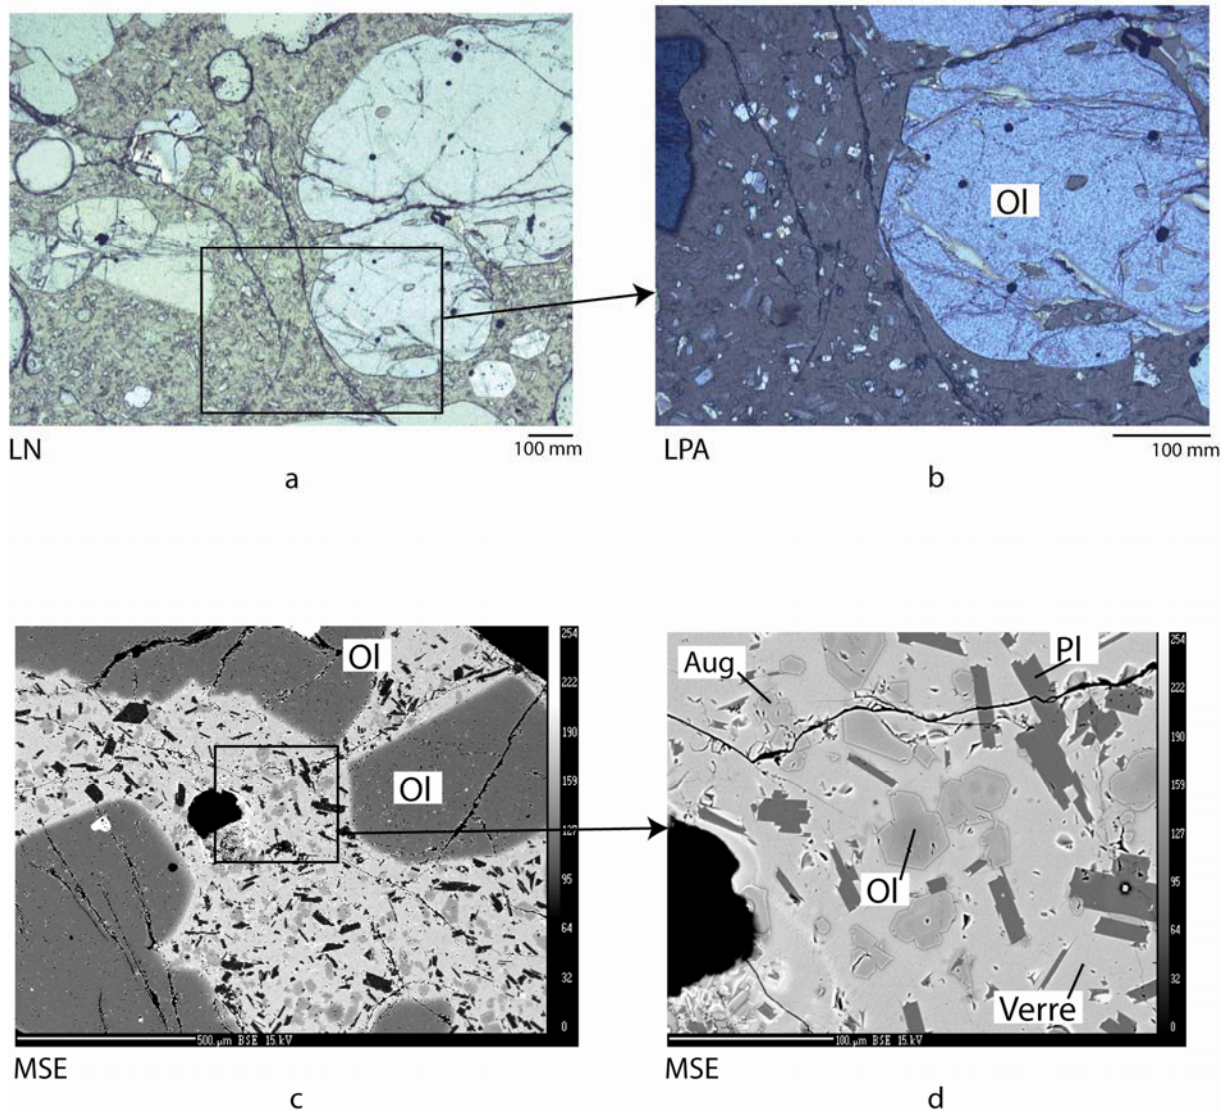 Ol
LN
100 mm
LPA
100 mm
a
b
Ol
Ol
254
222
190
159
127
95
64
32
0
500. µm BSE 15.kV
MSE
c
Aug
Pl
Ol
Verre
254
222
190
159
127
95
64
32
0
100. µm BSE 15.kV
MSE
d